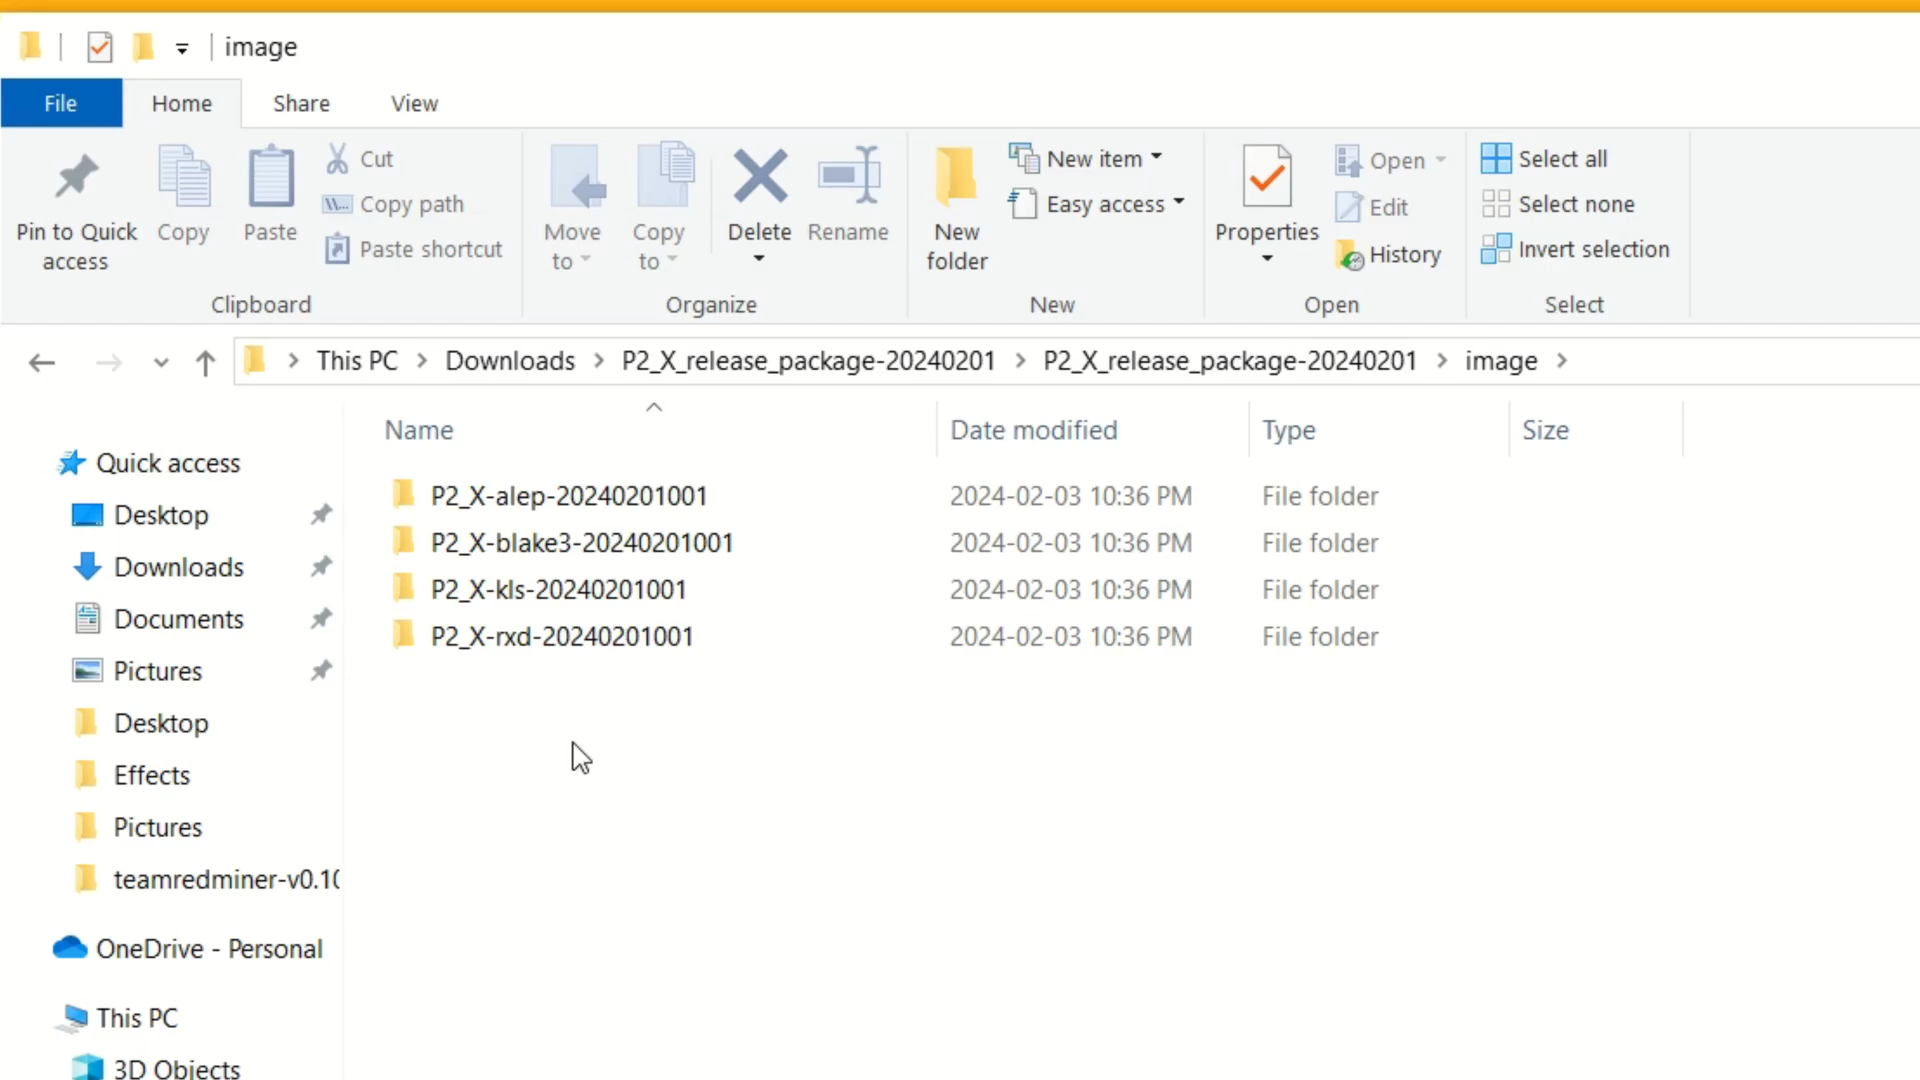 image
File Home Share View
Pin to Quick access
Copy
Paste
Cut
Copy path
Paste shortcut
Clipboard
Move to
Copy to
Delete
Rename
Organize
New folder
New item
Easy access
New
Properties
Open
Edit
History
Open
Select all
Select none
Invert selection
Select
This PC > Downloads > P2_X_release_package-20240201 > P2_X_release_package-20240201 > image >
Name Date modified Type Size
P2_X-alep-20240201001 2024-02-03 10:36 PM File folder
P2_X-blake3-20240201001 2024-02-03 10:36 PM File folder
P2_X-kls-20240201001 2024-02-03 10:36 PM File folder
P2_X-rxd-20240201001 2024-02-03 10:36 PM File folder
Quick access
Desktop
Downloads
Documents
Pictures
Desktop
Effects
Pictures
teamredminer-v0.10
OneDrive - Personal
This PC
3D Objects